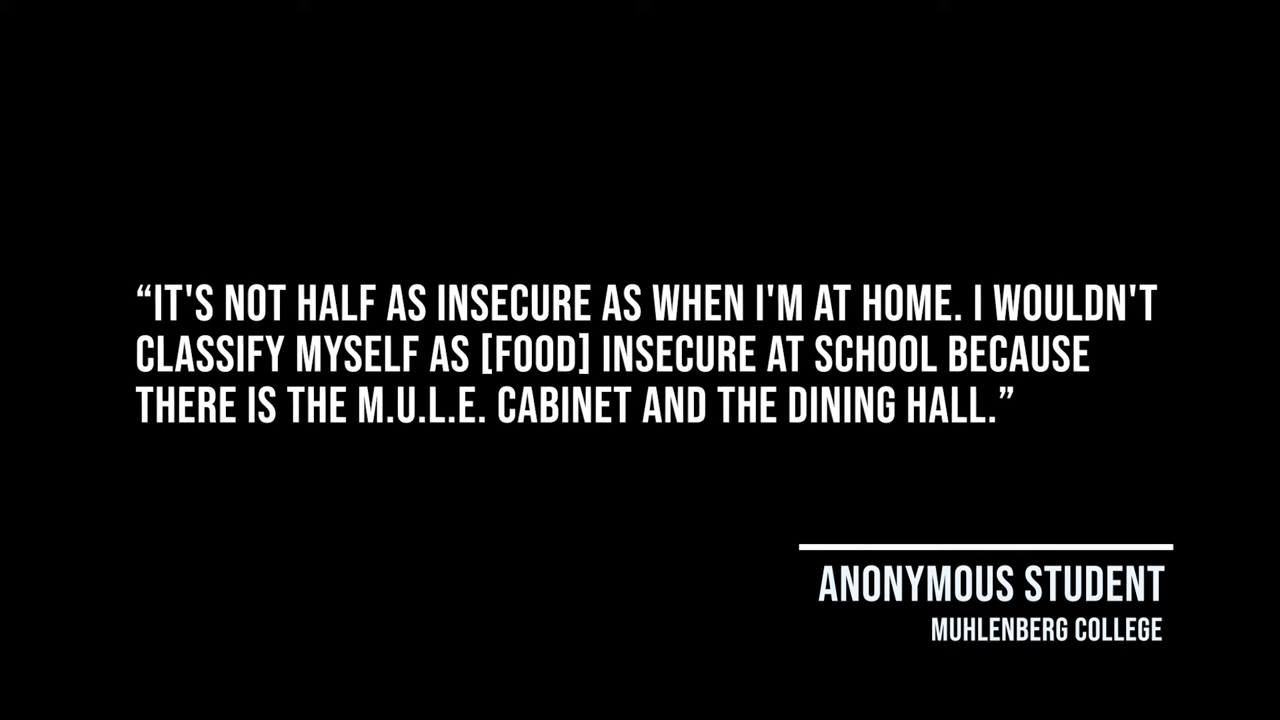 “IT'S NOT HALF AS INSECURE AS WHEN I'M AT HOME. I WOULDN'T
CLASSIFY MYSELF AS [FOOD] INSECURE AT SCHOOL BECAUSE
THERE IS THE M.U.L.E. CABINET AND THE DINING HALL.”
ANONYMOUS STUDENT
MUHLENBERG COLLEGE